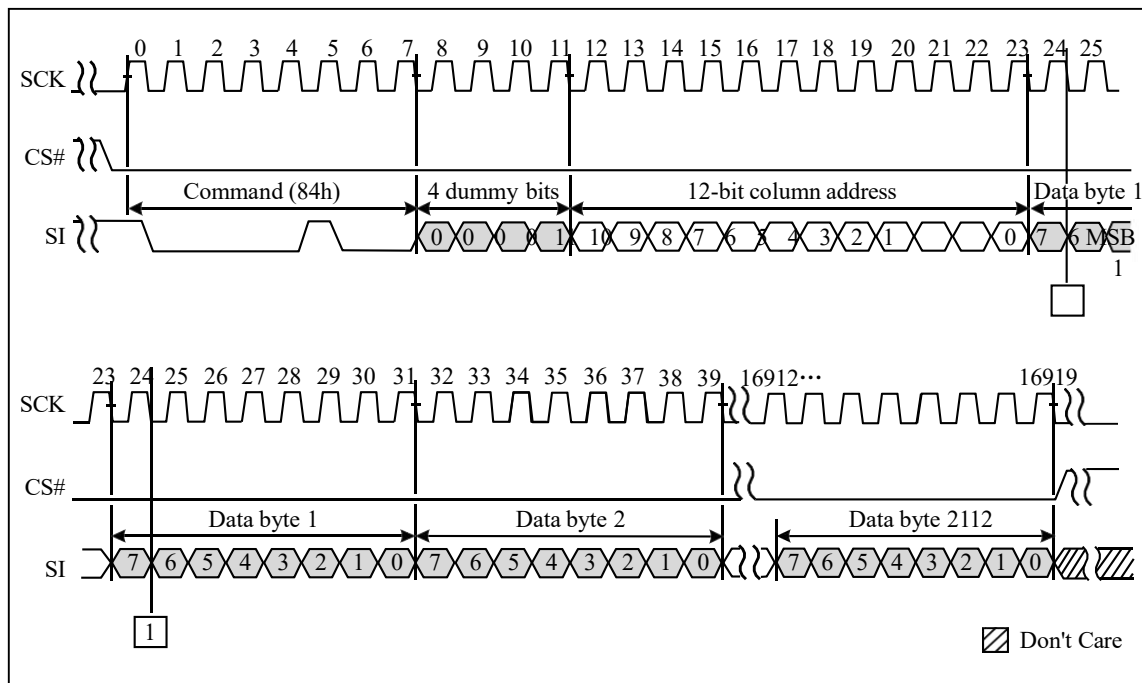 0 1 2 3 4 5 6 7 8 9 10 11 12 13 14 15 16 17 18 19 20 21 22 23 24 25
SCK
CS#
Command (84h) 4 dummy bits 12-bit column address Data byte 1
SI 0 0 0 0 1 10 9 8 7 6 5 4 3 2 1 0 7 6 MSB
1
23 24 25 26 27 28 29 30 31 32 33 34 35 36 37 38 39 16912··· 16919
SCK
CS#
Data byte 1 Data byte 2 Data byte 2112
SI 7 6 5 4 3 2 1 0 7 6 5 4 3 2 1 0 7 6 5 4 3 2 1 0
1
Don't Care